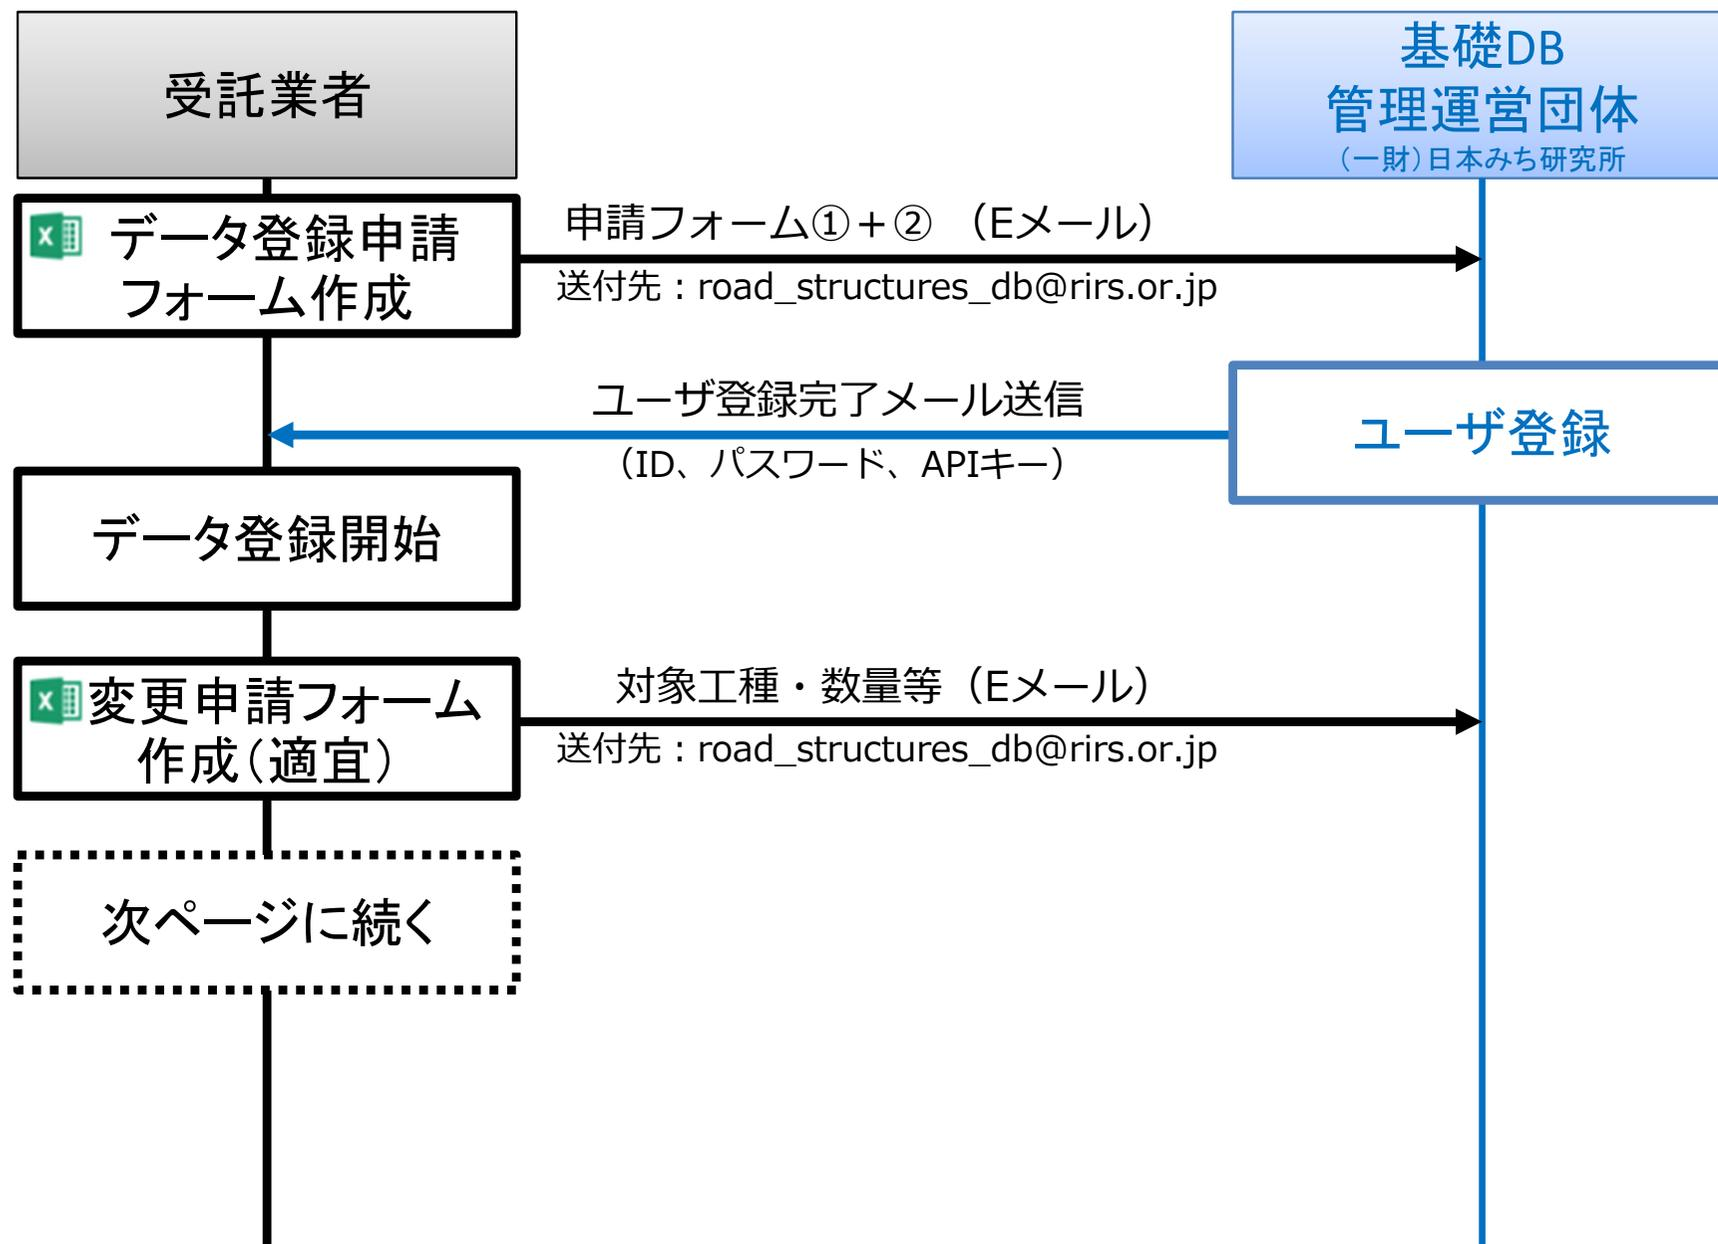 受託業者
基礎DB
管理運営団体
（一財）日本みち研究所
データ登録申請
フォーム作成
申請フォーム①＋②　（Eメール）
送付先：road_structures_db@rirs.or.jp
ユーザ登録完了メール送信
（ID、パスワード、APIキー）
ユーザ登録
データ登録開始
変更申請フォーム
作成（適宜）
対象工種・数量等（Eメール）
送付先：road_structures_db@rirs.or.jp
次ページに続く